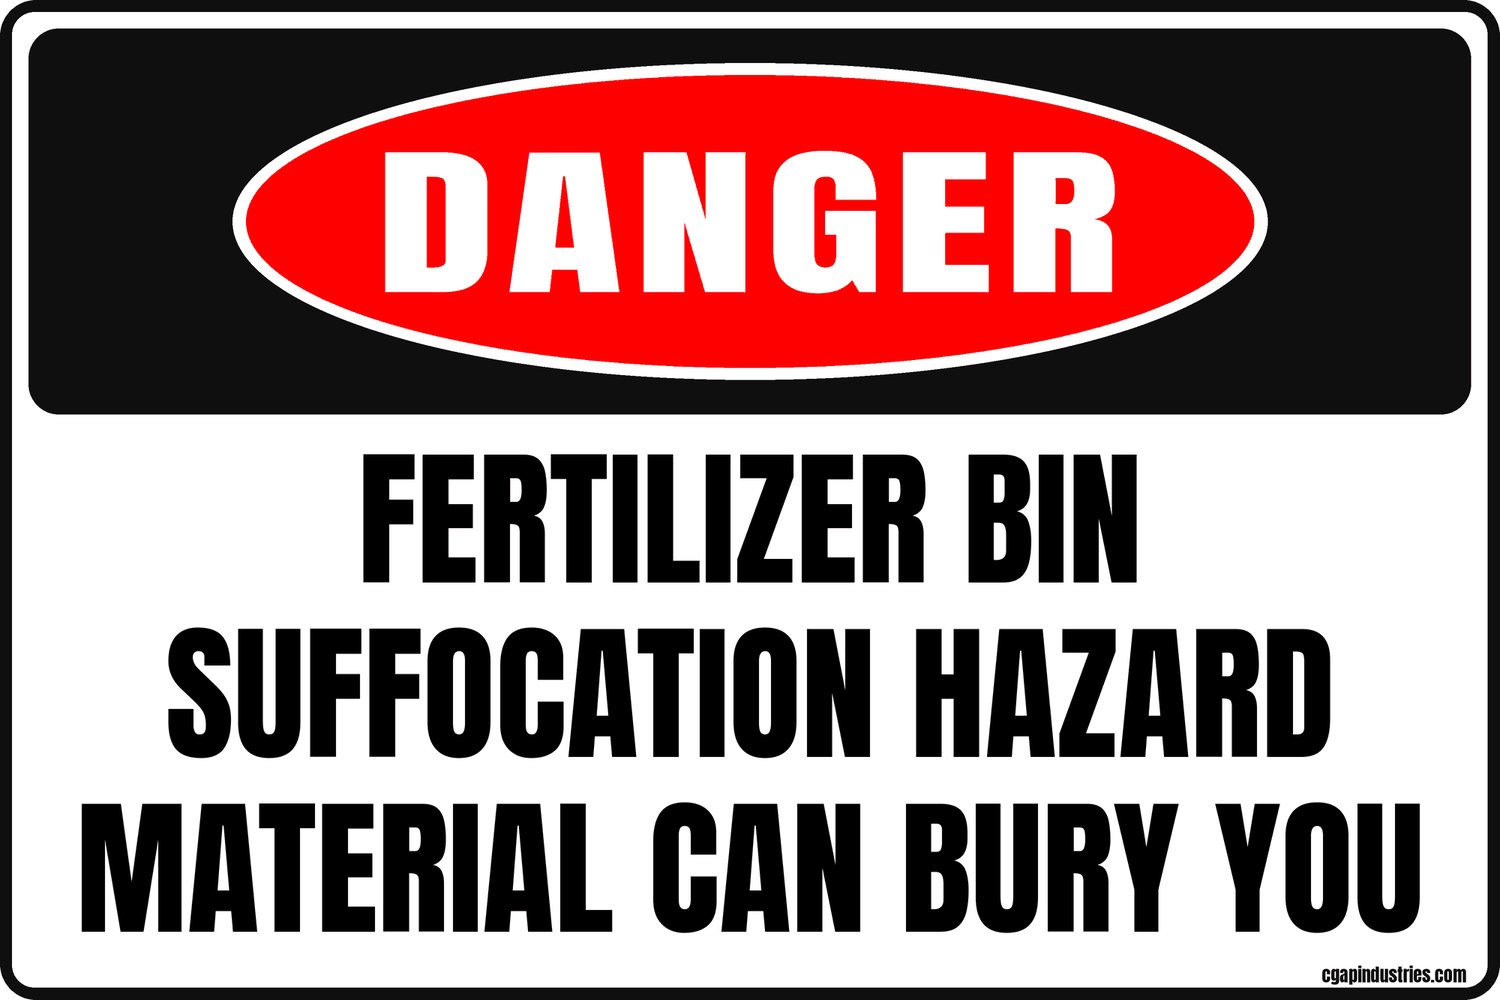 DANGER
FERTILIZER BIN
SUFFOCATION HAZARD
MATERIAL CAN BURY YOU
cgapindustries.com